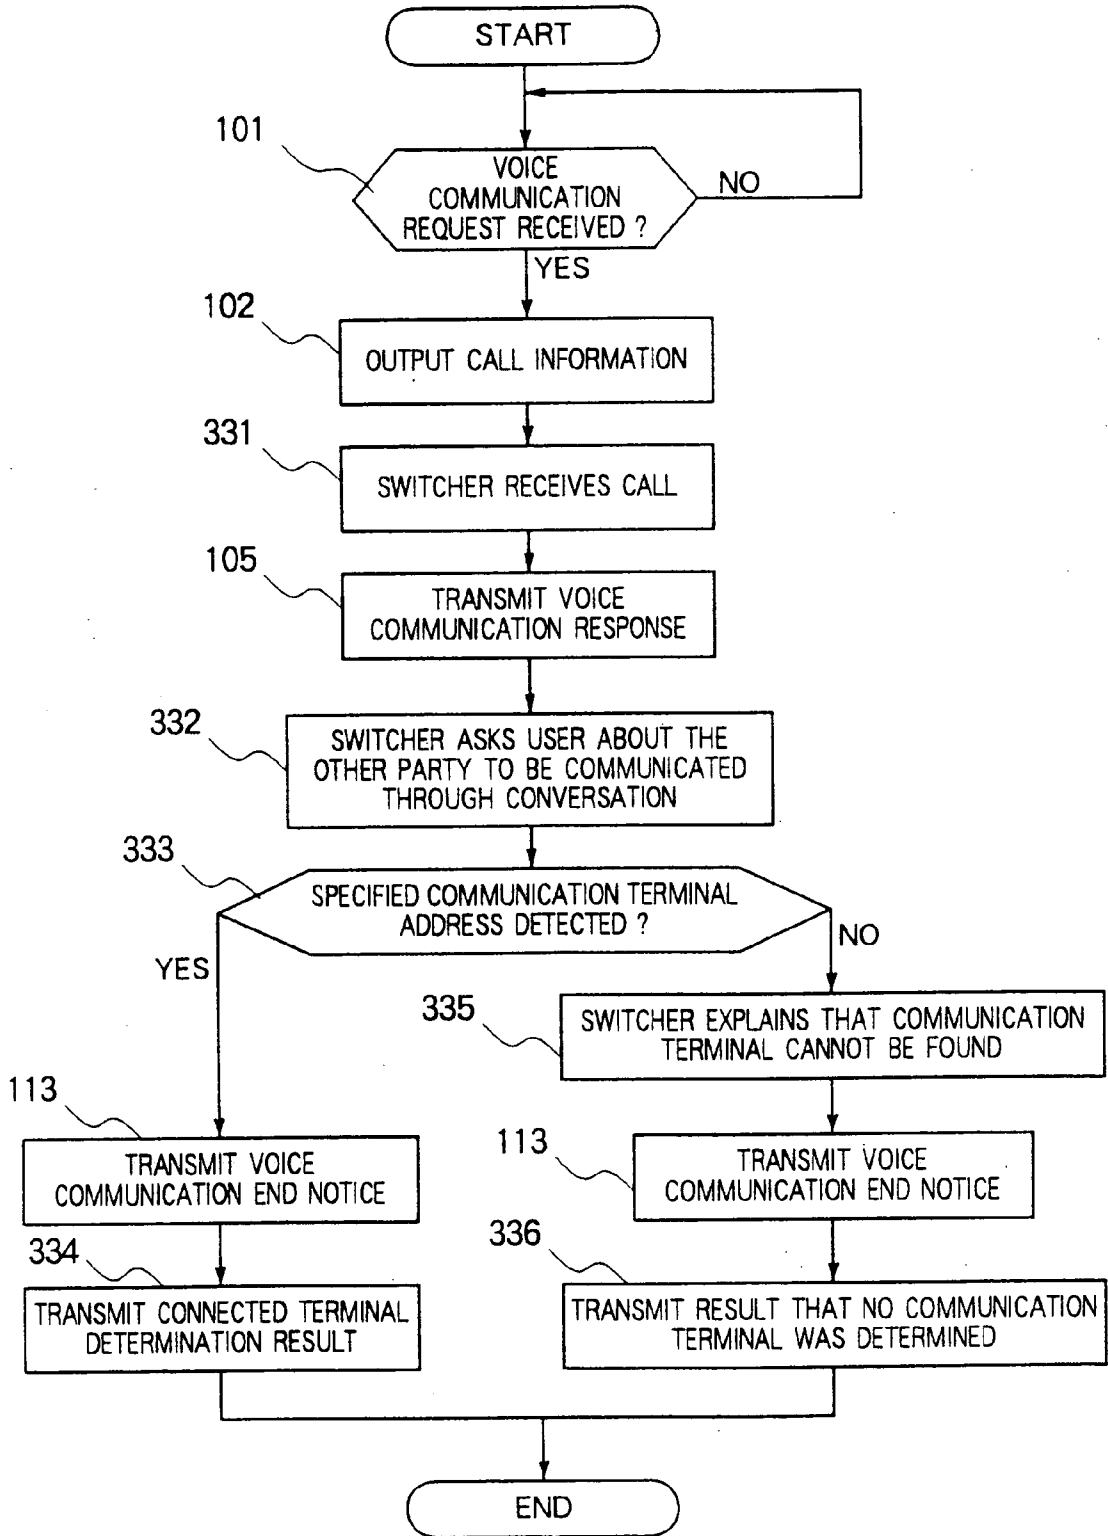 START
101
VOICE
COMMUNICATION
REQUEST RECEIVED ?
NO
YES
102
OUTPUT CALL INFORMATION
331
SWITCHER RECEIVES CALL
105
TRANSMIT VOICE
COMMUNICATION RESPONSE
332
SWITCHER ASKS USER ABOUT THE
OTHER PARTY TO BE COMMUNICATED
THROUGH CONVERSATION
333
SPECIFIED COMMUNICATION TERMINAL
ADDRESS DETECTED ?
YES
NO
335
SWITCHER EXPLAINS THAT COMMUNICATION
TERMINAL CANNOT BE FOUND
113
TRANSMIT VOICE
COMMUNICATION END NOTICE
113
TRANSMIT VOICE
COMMUNICATION END NOTICE
334
TRANSMIT CONNECTED TERMINAL
DETERMINATION RESULT
336
TRANSMIT RESULT THAT NO COMMUNICATION
TERMINAL WAS DETERMINED
END